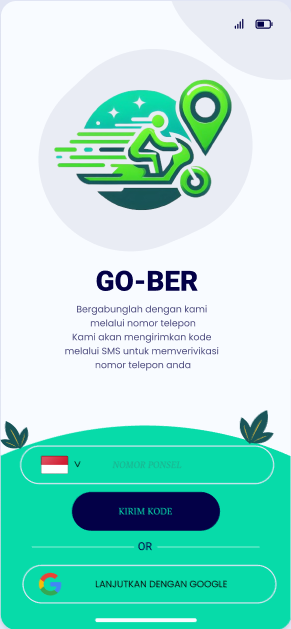 GO-BER
Bergabunglah dengan kami
melalui nomor telepon
Kami akan mengirimkan kode
melalui SMS untuk memverivikasi
nomor telepon anda
NOMOR PONSEL
KIRIM KODE
OR
LANJUTKAN DENGAN GOOGLE